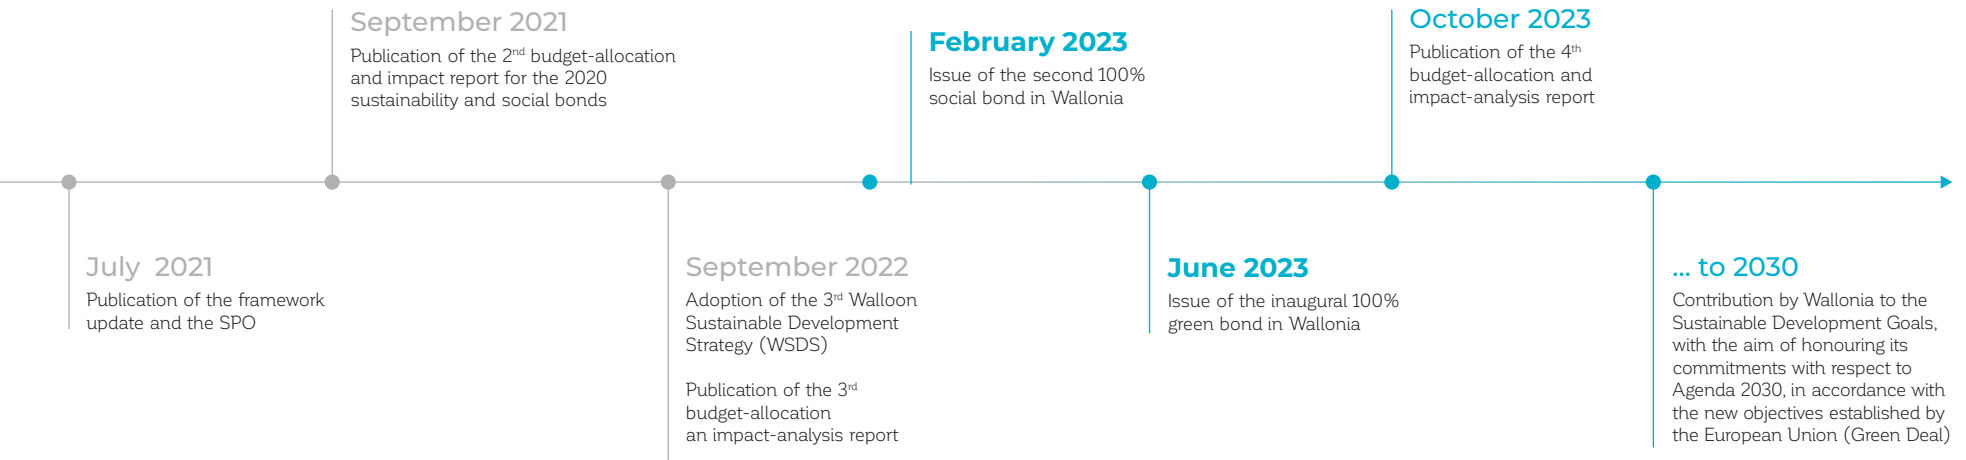 September 2021
Publication of the 2nd budget-allocation
and impact report for the 2020
sustainability and social bonds
February 2023
Issue of the second 100%
social bond in Wallonia
October 2023
Publication of the 4th
budget-allocation and
impact-analysis report
July 2021
Publication of the framework
update and the SPO
September 2022
Adoption of the 3rd Walloon
Sustainable Development
Strategy (WSDS)
Publication of the 3rd
budget-allocation
an impact-analysis report
June 2023
Issue of the inaugural 100%
green bond in Wallonia
... to 2030
Contribution by Wallonia to the
Sustainable Development Goals,
with the aim of honouring its
commitments with respect to
Agenda 2030, in accordance with
the new objectives established by
the European Union (Green Deal)